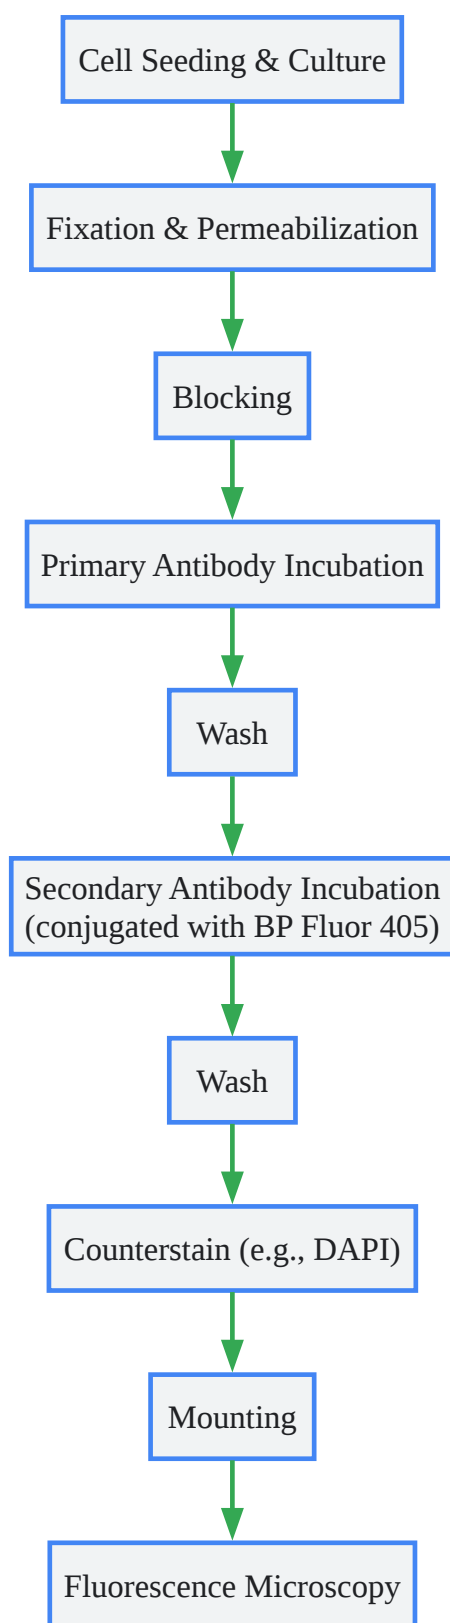 Cell Seeding & Culture
Fixation & Permeabilization
Blocking
Primary Antibody Incubation
Wash
Secondary Antibody Incubation
(conjugated with BP Fluor 405)
Wash
Counterstain (e.g., DAPI)
Mounting
Fluorescence Microscopy